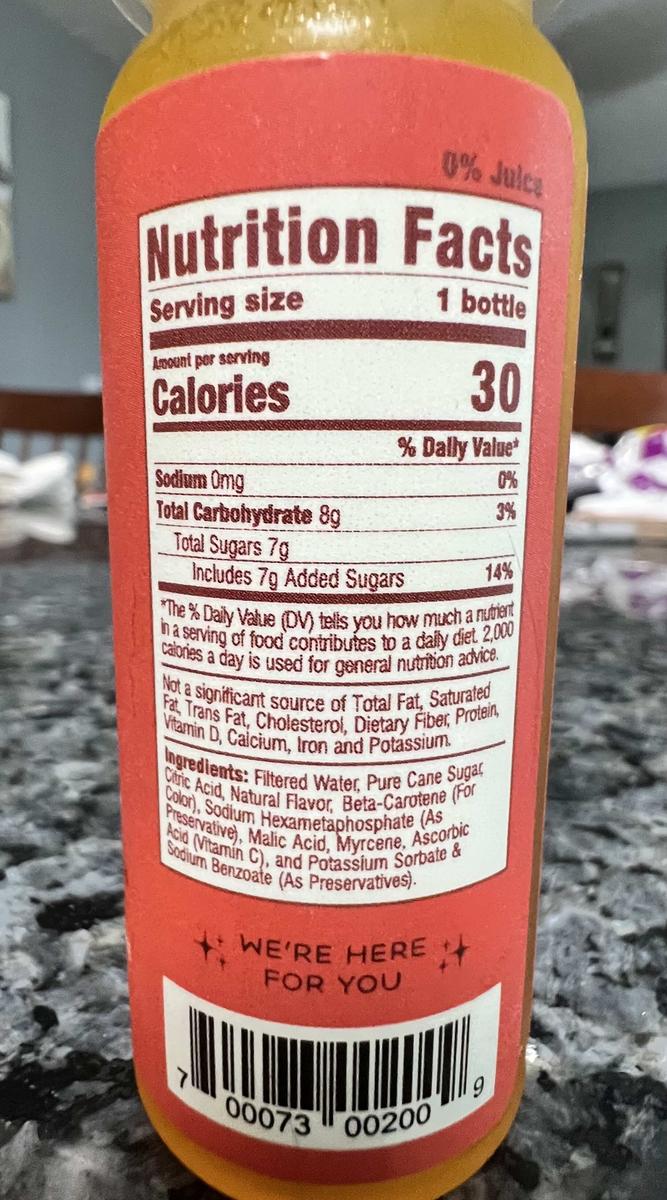 0% Juice
Nutrition Facts
Serving size 1 bottle
Amount per serving
Calories 30
% Daily Value*
Sodium 0mg 0%
Total Carbohydrate 8g 3%
Total Sugars 7g
Includes 7g Added Sugars 14%
*The % Daily Value (DV) tells you how much a nutrient
in a serving of food contributes to a daily diet. 2,000
calories a day is used for general nutrition advice.
Not a significant source of Total Fat, Saturated
Fat, Trans Fat, Cholesterol, Dietary Fiber, Protein,
Vitamin D, Calcium, Iron and Potassium.
Ingredients: Filtered Water, Pure Cane Sugar,
Citric Acid, Natural Flavor, Beta-Carotene (For
Color), Sodium Hexametaphosphate (As
Preservative), Malic Acid, Myrcene, Ascorbic
Acid (Vitamin C), and Potassium Sorbate &
Sodium Benzoate (As Preservatives).
WE'RE HERE
FOR YOU
7 00073 00200 9